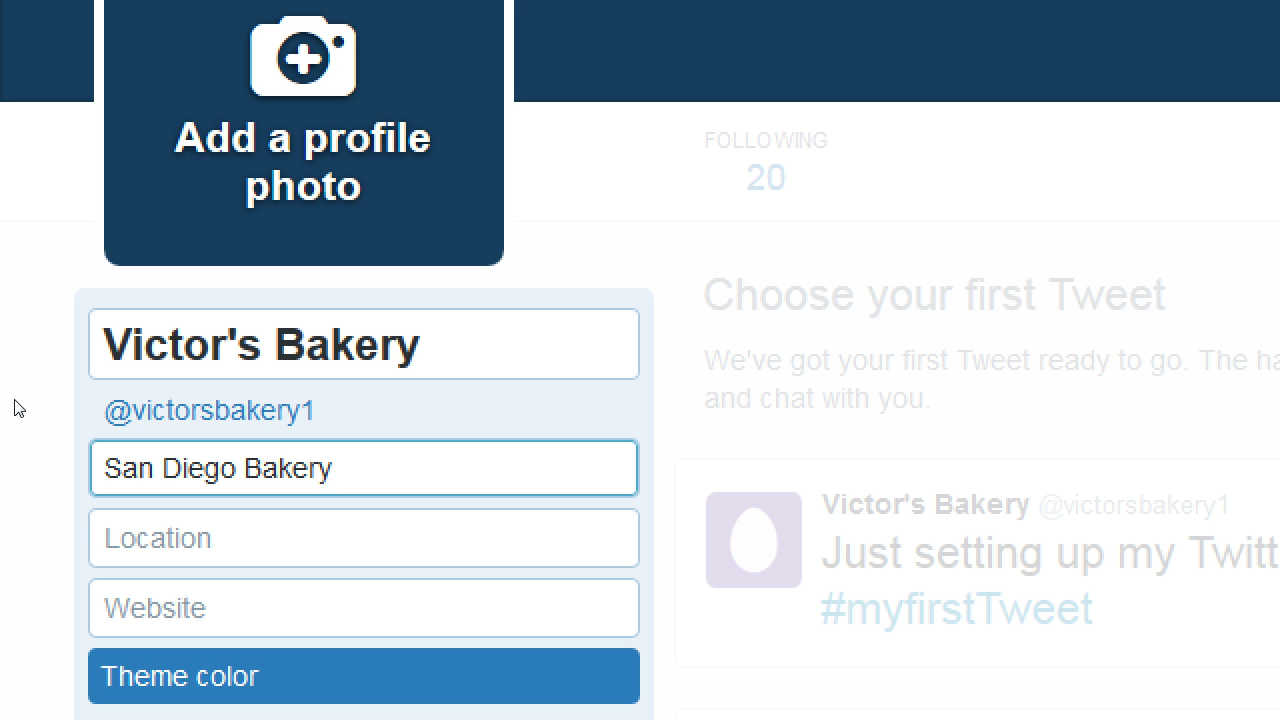 Add a profile
photo
FOLLOWING
20
Victor's Bakery
@victorsbakery1
San Diego Bakery
Location
Website
Theme color
Choose your first Tweet
We've got your first Tweet ready to go. The
and chat with you.
Victor's Bakery @victorsbakery1
Just setting up my
#myfirstTweet